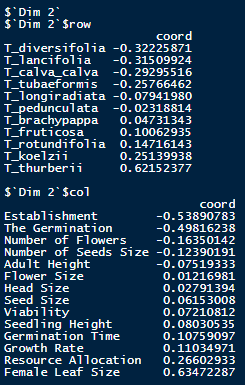 $`Dim 2`
$`Dim 2`$row
coord
T_diversifolia -0.32225871
T_lancifolia -0.31509924
T_calva_calva -0.29295516
T_tubaeformis -0.25766462
T_longiradiata -0.07941980
T_pedunculata -0.02318814
T_brachypappa 0.04731343
T_fruticosa 0.10062935
T_rotundifolia 0.14716143
T_koelzii 0.25139938
T_thurberii 0.62152377
$`Dim 2`$col
coord
Establishment -0.53890783
The Germination -0.49816238
Number of Flowers -0.16350142
Number of Seeds Size -0.12390191
Adult Height -0.07519333
Flower Size 0.01216981
Head Size 0.02791394
Seed Size 0.06153008
Viability 0.07210812
Seedling Height 0.08030535
Germination Time 0.10759097
Growth Rate 0.11034971
Resource Allocation 0.26602933
Female Leaf Size 0.63472287